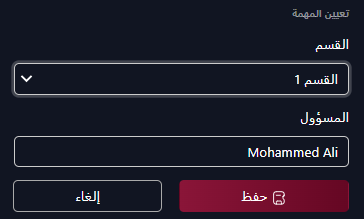 تعيين المهمة
القسم
القسم 1
المسؤول
Mohammed Ali
حفظ
إلغاء